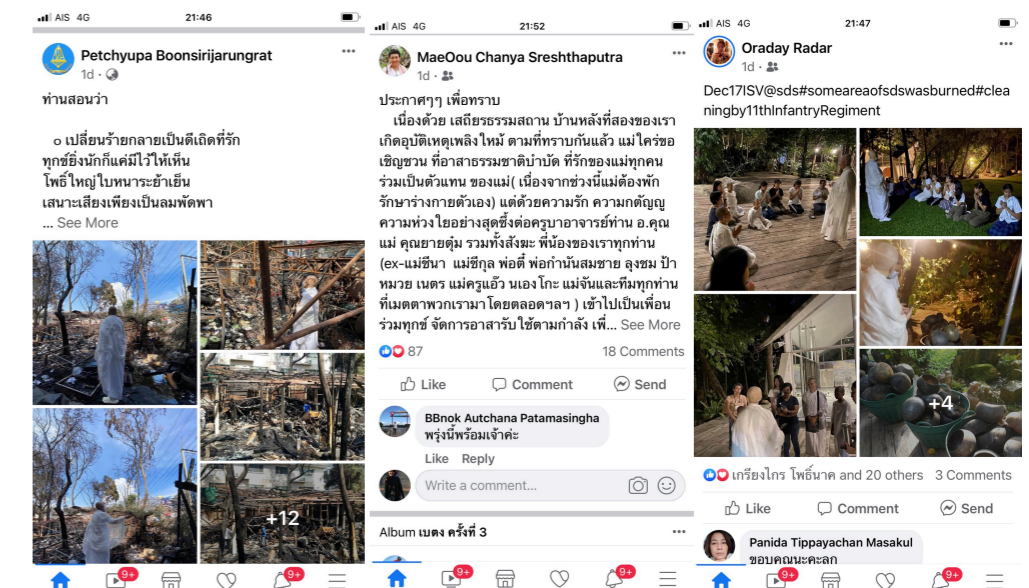 AIS 4G
21:46
Petchyupa Boonsirijarungrat
1d
ท่านสอนว่า
๐ เปลี่ยนร้ายกลายเป็นดีเถิดที่รัก
ทุกข์ยิ่งนักก็แค่มีไว้ให้เห็น
โพธิ์ใหญ่ใบหนาระย้าเย็น
เสนาะเสียงเพียงเป็นลมพัดพา
... See More
+12
9+
9+
AIS 4G
21:52
MaeOou Chanya Sreshthaputra
1d
ประกาศๆๆ เพื่อทราบ
เนื่องด้วย เสถียรธรรมสถาน บ้านหลังที่สองของเรา
เกิดอุบัติเหตุเพลิงไหม้ ตามที่ทราบกันแล้ว แม่ใคร่ขอ
เชิญชวน ที่อาสาธรรมชาติบำบัด ที่รักของแม่ทุกคน
ร่วมเป็นตัวแทน ของแม่( เนื่องจากช่วงนี้แม่ต้องพัก
รักษาร่างกายตัวเอง) แต่ด้วยความรัก ความกตัญญู
ความห่วงใยอย่างสุดซึ้งต่อครูบาอาจารย์ท่าน อ.คุณ
แม่ คุณยายตุ๋ม รวมทั้งสังฆะ พี่น้องของเราทุกท่าน
(ex-แม่ชีนา แม่ชีกุล พ่อตี๋ พ่อกำนันสมชาย ลุงชม ป้า
หมวย เนตร แม่ครูแอ๊ว นเองโกะ แม่จันและทีมทุกท่าน
ที่เมตตาพวกเรามาโดยตลอดฯลฯ ) เข้าไปเป็นเพื่อน
ร่วมทุกข์ จัดการอาสารับใช้ตามกำลัง เพื่... See More
87
18 Comments
Like Comment Send
BBnok Autchana Patamasingha
พรุ่งนี้พร้อมเจ้าค่ะ
Like Reply
Write a comment...
Album เบตง ครั้งที่ 3
9+
9+
AIS 4G
21:47
Oraday Radar
1d
Dec17ISV@sds#someareaofsdswasburned#clea
ningby11thInfantryRegiment
+4
เกรียงไกร โพธิ์นาค and 20 others 3 Comments
Like Comment Send
Panida Tippayachan Masakul
ขอบคุณนะคะลูก
9+
9+